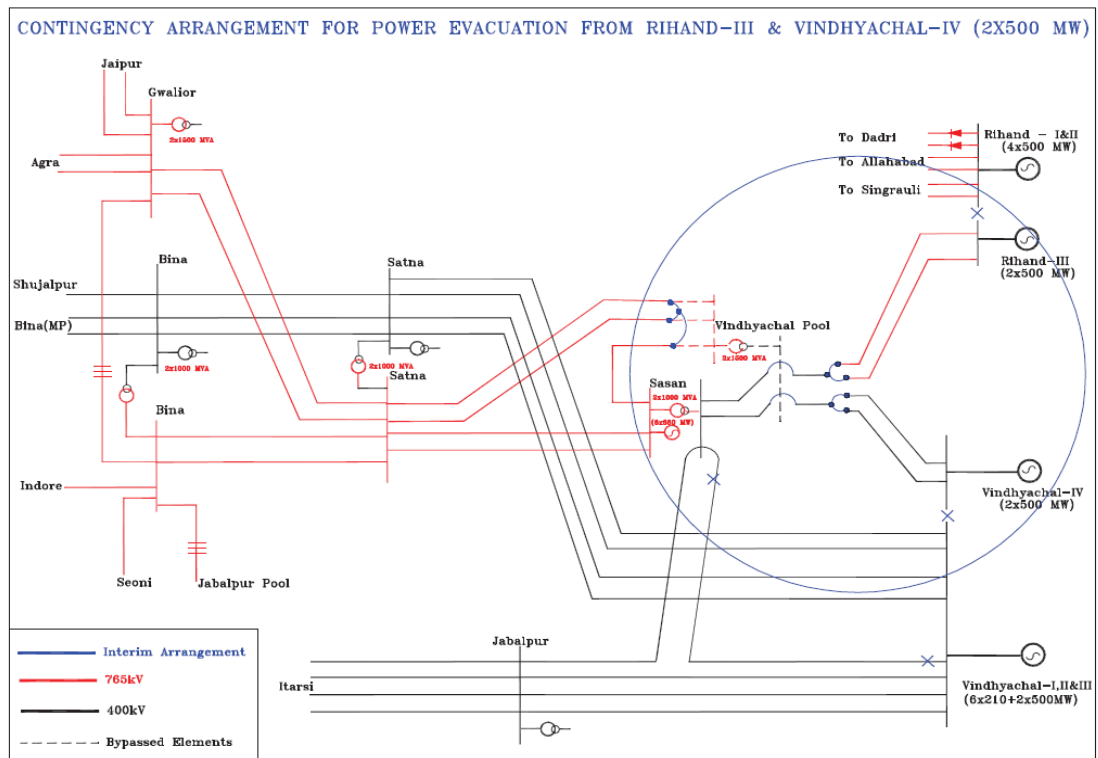 CONTINGENCY ARRANGEMENT FOR POWER EVACUATION FROM RIHAND-III & VINDHYACHAL-IV (2X500 MW)
Jaipur
Gwalior
2x1500 MVA
Agra
To Dadri
Rihand - I&II
(4x500 MW)
To Allahabad
To Singrauli
Rihand-III
(2x500 MW)
Bina
Satna
Shujalpur
Bina(MP)
2x1000 MVA
2x1000 MVA
Satna
Vindhyachal Pool
2x1500 MVA
Sasan
2x1000 MVA
(6x660 MW)
Bina
Indore
Seoni
Jabalpur Pool
Vindhyachal-IV
(2x500 MW)
Jabalpur
Itarsi
Vindhyachal-I,II&III
(6x210+2x500MW)
Interim Arrangement
765kV
400kV
Bypassed Elements